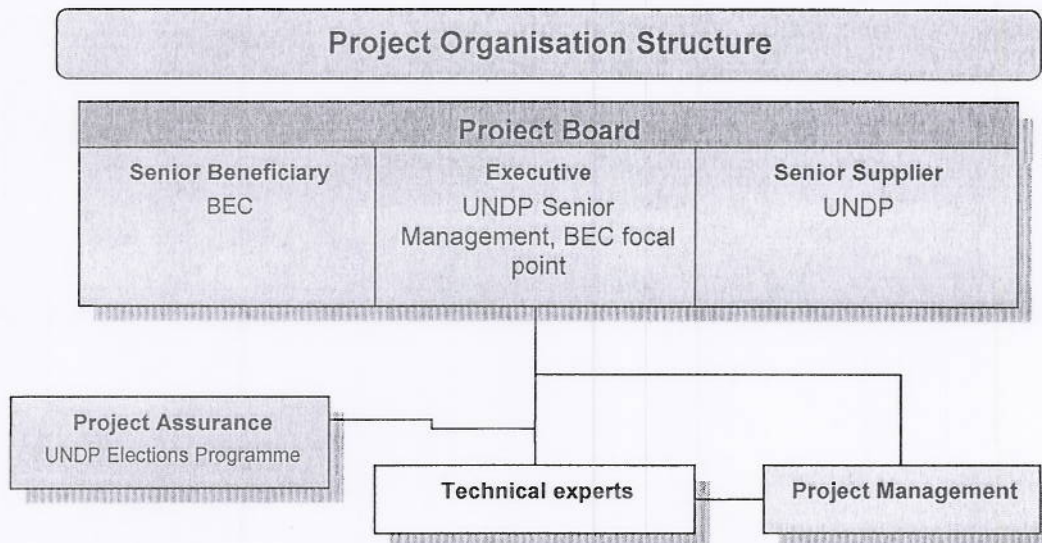 Project Organisation Structure
Project Board
Senior Beneficiary
BEC
Executive
UNDP Senior
Management, BEC focal
point
Senior Supplier
UNDP
Project Assurance
UNDP Elections Programme
Technical experts
Project Management